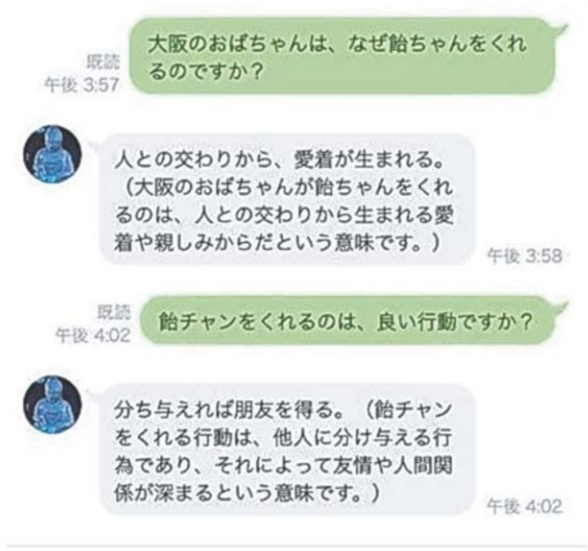 大阪のおばちゃんは、なぜ飴ちゃんをくれ
るのですか？
既読
午後 3:57
人との交わりから、愛着が生まれる。
（大阪のおばちゃんが飴ちゃんをくれ
るのは、人との交わりから生まれる愛
着や親しみからだという意味です。）
午後 3:58
飴チャンをくれるのは、良い行動ですか？
既読
午後 4:02
分ち与えれば朋友を得る。（飴チャン
をくれる行動は、他人に分け与える行
為であり、それによって友情や人間関
係が深まるという意味です。）
午後 4:02